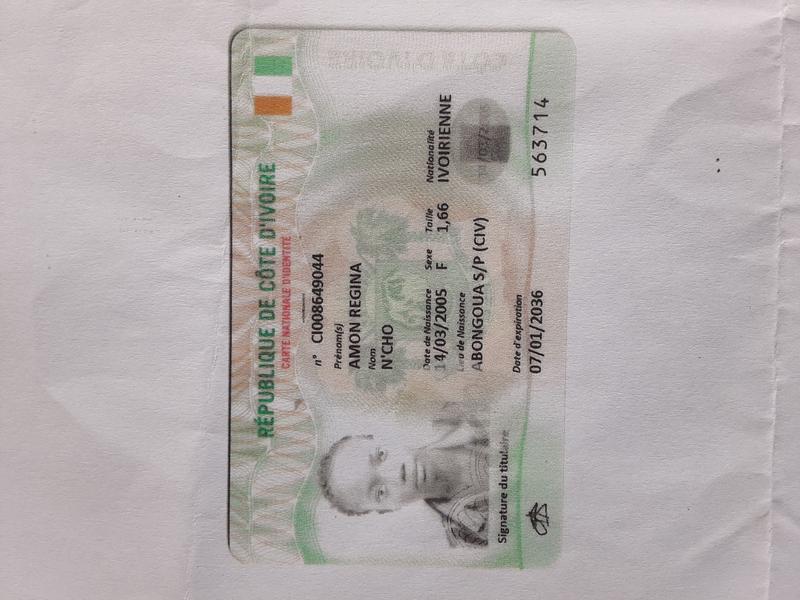 RÉPUBLIQUE DE CÔTE D'IVOIRE
CARTE NATIONALE D'IDENTITÉ
n° CI008649044
Prénom(s)
AMON REGINA
Nom
N'CHO
Date de Naissance Sexe Taille Nationalité
14/03/2005 F 1,66 IVOIRIENNE
Lieu de Naissance
ABONGOUA S/P (CIV)
Signature du titulaire
Date d'expiration
07/01/2036
563714